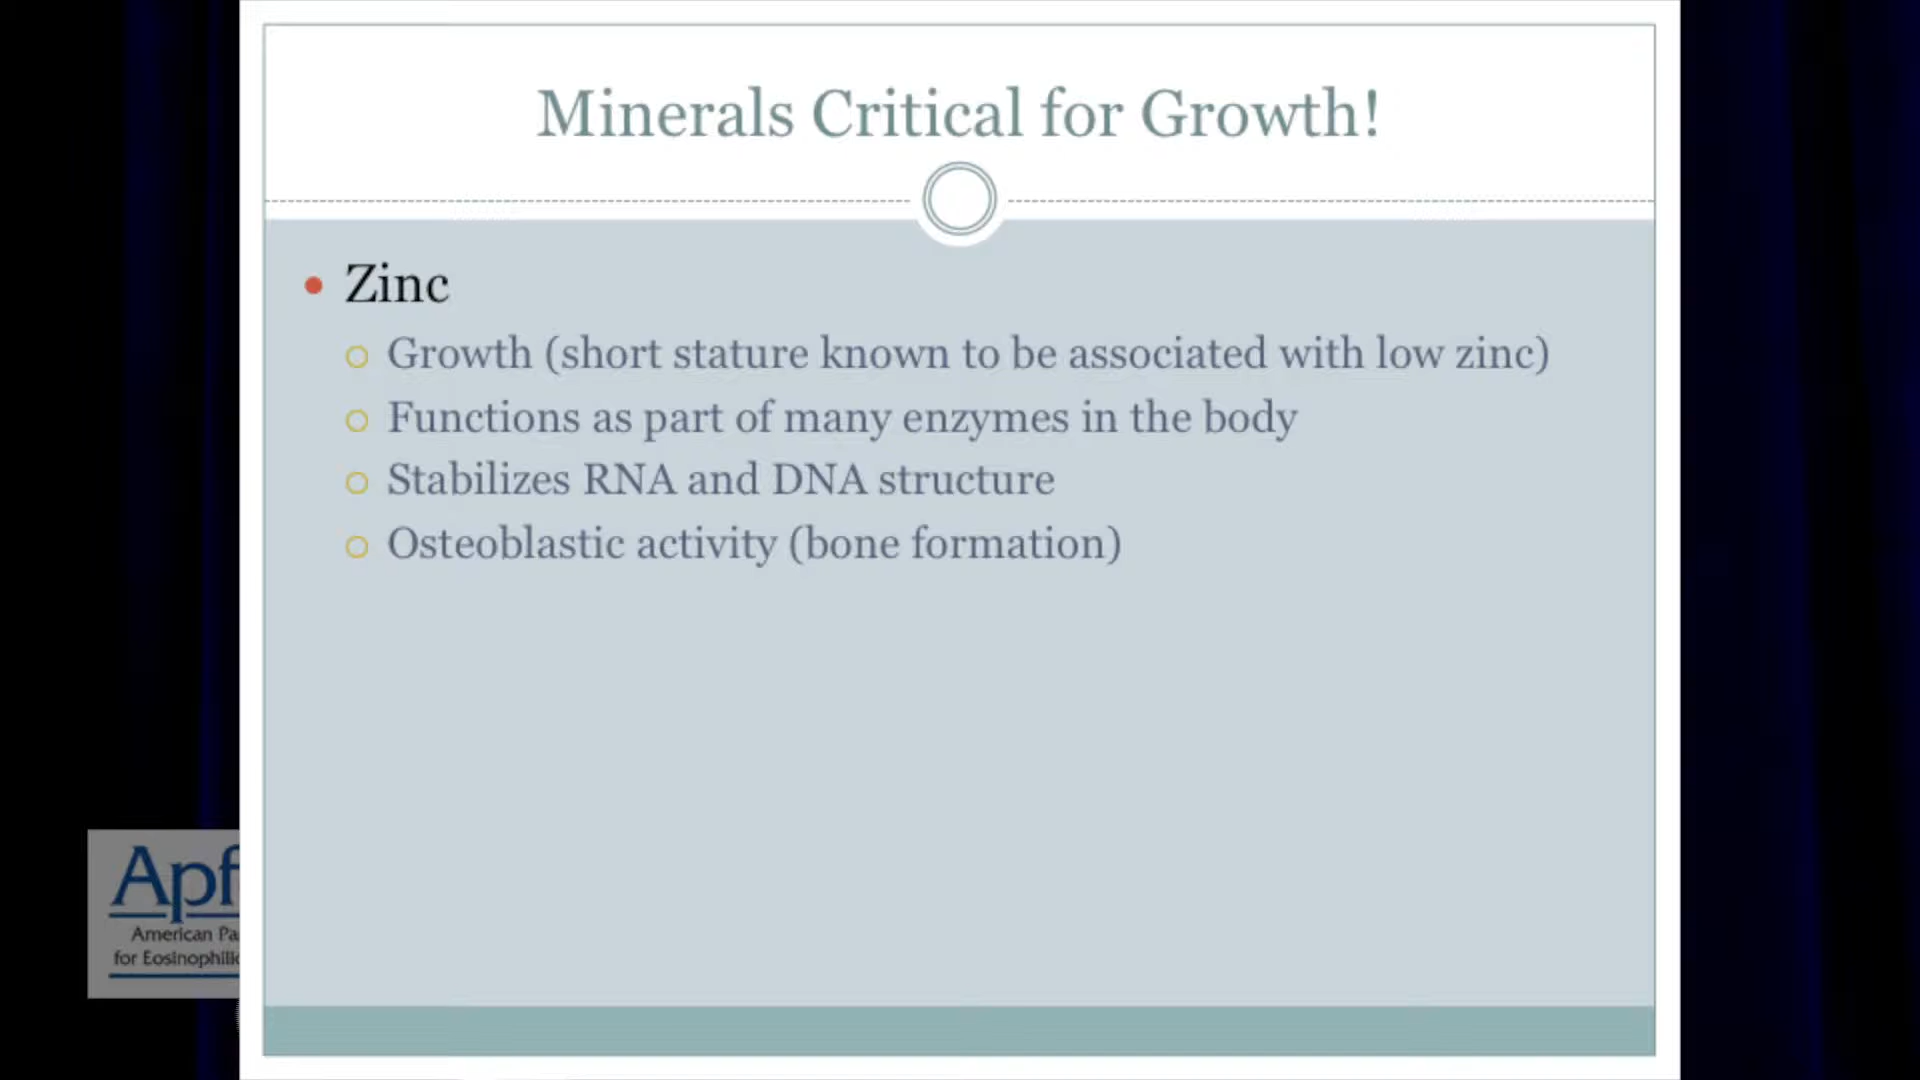 Minerals Critical for Growth!
Zinc
Growth (short stature known to be associated with low zinc)
Functions as part of many enzymes in the body
Stabilizes RNA and DNA structure
Osteoblastic activity (bone formation)
Apf
American Pa
for Eosinophilic